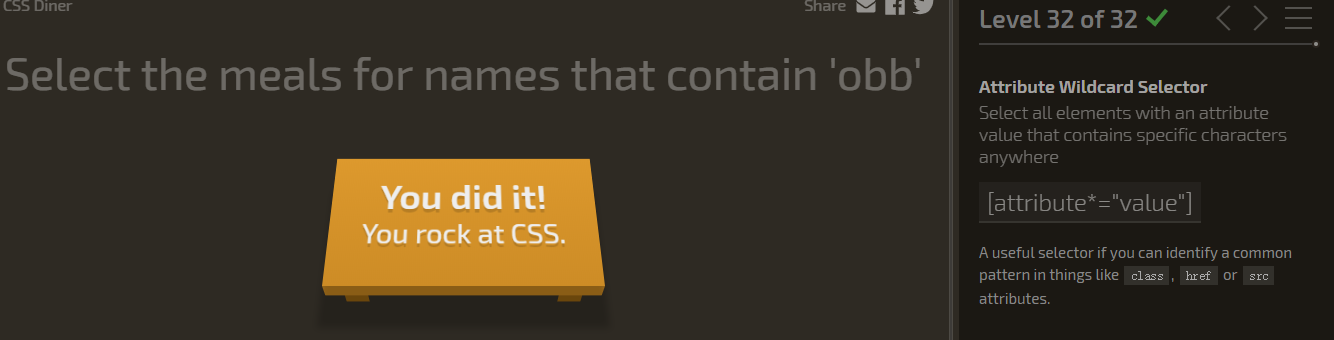 CSS Diner
Share
Select the meals for names that contain 'obb'
You did it!
You rock at CSS.
Level 32 of 32
Attribute Wildcard Selector
Select all elements with an attribute
value that contains specific characters
anywhere
[attribute*="value"]
A useful selector if you can identify a common
pattern in things like class, href or src
attributes.